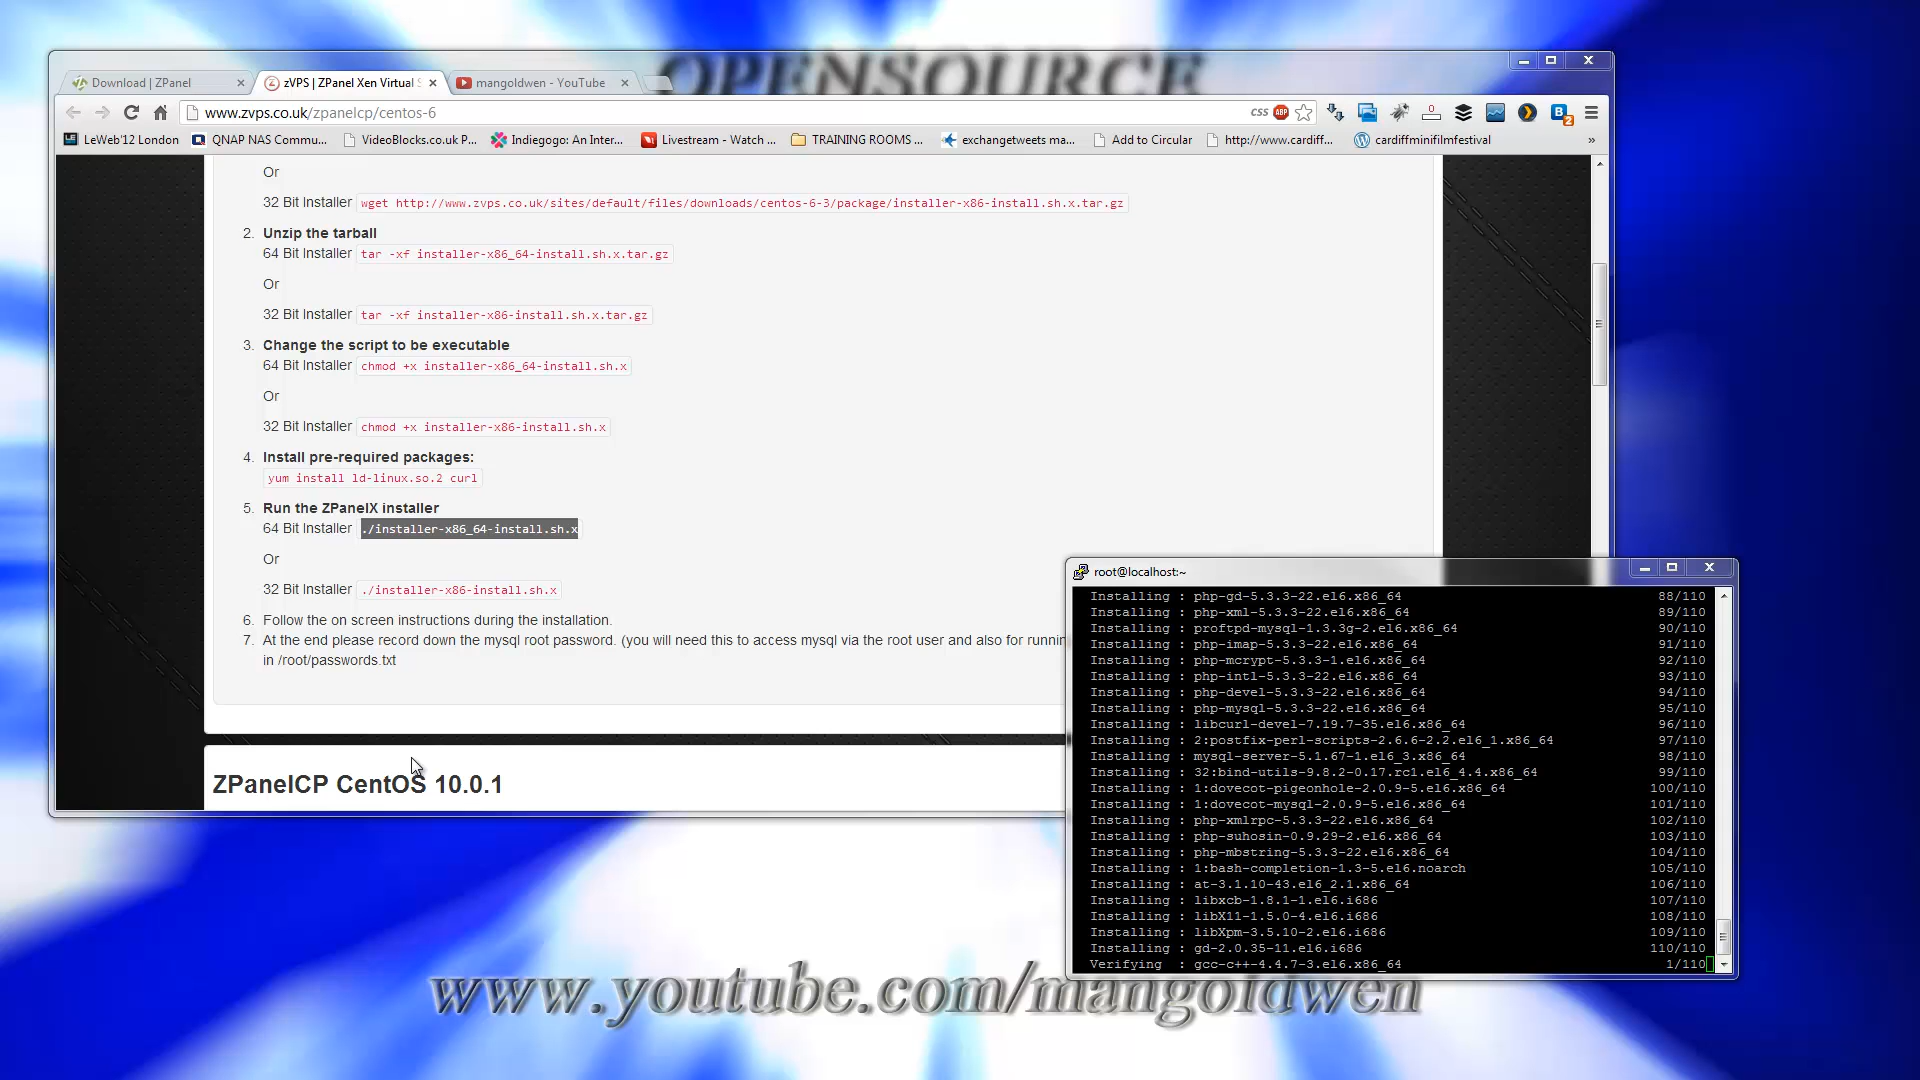 OPENSOURCE
Download | ZPanel
zVPS | ZPanel Xen Virtual S
mangoldwen - YouTube
www.zvps.co.uk/zpanelcp/centos-6
CSS
ABP
0
B
2
LeWeb'12 London
QNAP NAS Commu...
VideoBlocks.co.uk P...
Indiegogo: An Inter...
Livestream - Watch ...
TRAINING ROOMS ...
exchangetweets ma...
Add to Circular
http://www.cardiff...
cardiffminifilmfestival
»
Or
32 Bit Installer wget http://www.zvps.co.uk/sites/default/files/downloads/centos-6-3/package/installer-x86-install.sh.x.tar.gz
2. Unzip the tarball
64 Bit Installer tar -xf installer-x86_64-install.sh.x.tar.gz
Or
32 Bit Installer tar -xf installer-x86-install.sh.x.tar.gz
3. Change the script to be executable
64 Bit Installer chmod +x installer-x86_64-install.sh.x
Or
32 Bit Installer chmod +x installer-x86-install.sh.x
4. Install pre-required packages:
yum install ld-linux.so.2 curl
5. Run the ZPanelX installer
64 Bit Installer ./installer-x86_64-install.sh.x
Or
32 Bit Installer ./installer-x86-install.sh.x
6. Follow the on screen instructions during the installation.
7. At the end please record down the mysql root password. (you will need this to access mysql via the root user and also for runnin
in /root/passwords.txt
ZPanelCP CentOS 10.0.1
root@localhost:~
Installing : php-gd-5.3.3-22.el6.x86_64 88/110
Installing : php-xml-5.3.3-22.el6.x86_64 89/110
Installing : proftpd-mysql-1.3.3g-2.el6.x86_64 90/110
Installing : php-imap-5.3.3-22.el6.x86_64 91/110
Installing : php-mcrypt-5.3.3-1.el6.x86_64 92/110
Installing : php-intl-5.3.3-22.el6.x86_64 93/110
Installing : php-devel-5.3.3-22.el6.x86_64 94/110
Installing : php-mysql-5.3.3-22.el6.x86_64 95/110
Installing : libcurl-devel-7.19.7-35.el6.x86_64 96/110
Installing : 2:postfix-perl-scripts-2.6.6-2.2.el6_1.x86_64 97/110
Installing : mysql-server-5.1.67-1.el6_3.x86_64 98/110
Installing : 32:bind-utils-9.8.2-0.17.rc1.el6_4.4.x86_64 99/110
Installing : 1:dovecot-pigeonhole-2.0.9-5.el6.x86_64 100/110
Installing : 1:dovecot-mysql-2.0.9-5.el6.x86_64 101/110
Installing : php-xmlrpc-5.3.3-22.el6.x86_64 102/110
Installing : php-suhosin-0.9.29-2.el6.x86_64 103/110
Installing : php-mbstring-5.3.3-22.el6.x86_64 104/110
Installing : 1:bash-completion-1.3-5.el6.noarch 105/110
Installing : at-3.1.10-43.el6_2.1.x86_64 106/110
Installing : libxcb-1.8.1-1.el6.i686 107/110
Installing : libX11-1.5.0-4.el6.i686 108/110
Installing : libXpm-3.5.10-2.el6.i686 109/110
Installing : gd-2.0.35-11.el6.i686 110/110
Verifying : gcc-c++-4.4.7-3.el6.x86_64 1/110
www.youtube.com/mangoldwen